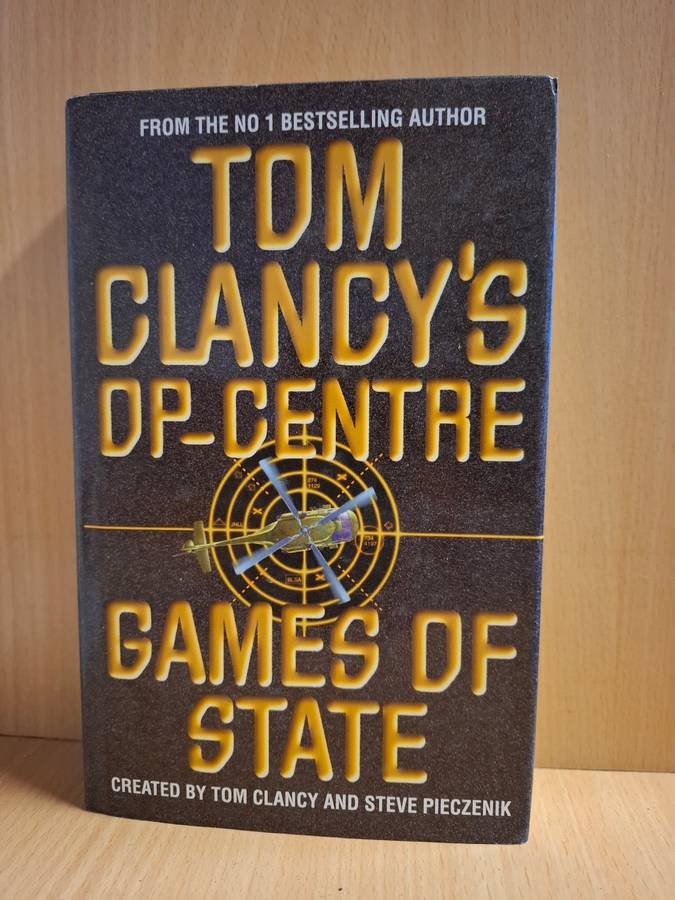 FROM THE NO 1 BESTSELLING AUTHOR
TOM
CLANCY'S
OP-CENTRE
GAMES OF
STATE
CREATED BY TOM CLANCY AND STEVE PIECZENIK